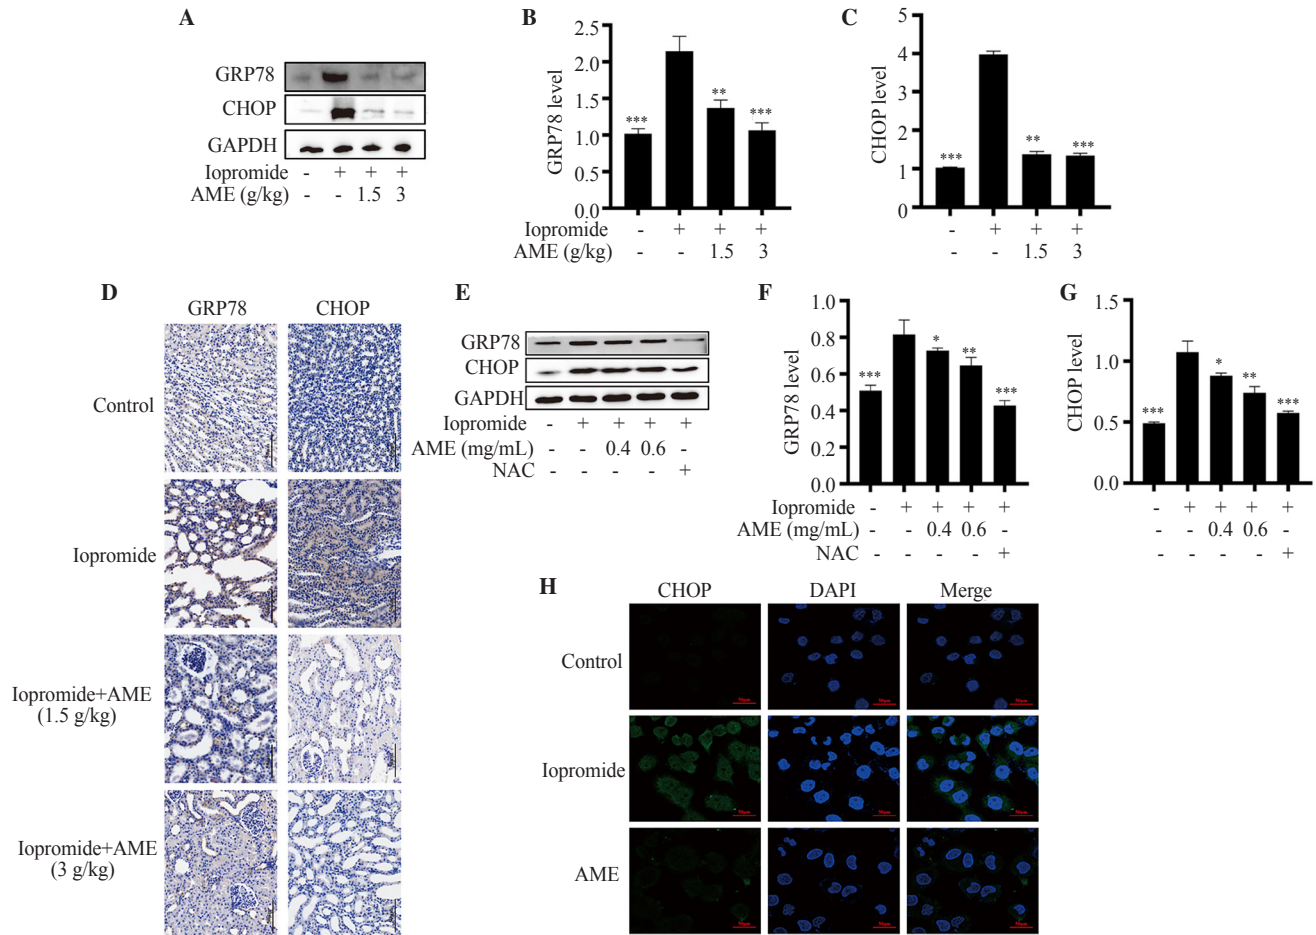 A
GRP78
CHOP
GAPDH
Iopromide - + + +
AME (g/kg) - - 1.5 3
B
2.5
2.0
1.5
1.0
0.5
0.0
GRP78 level
***
**
***
Iopromide - + + +
AME (g/kg) - - 1.5 3
C
5
4
3
2
1
0
CHOP level
***
**
***
- + + +
- - 1.5 3
D
GRP78 CHOP
Control
Iopromide
Iopromide+AME
(1.5 g/kg)
Iopromide+AME
(3 g/kg)
E
GRP78
CHOP
GAPDH
Iopromide - + + + +
AME (mg/mL) - - 0.4 0.6 -
NAC - - - - +
F
1.0
0.8
0.6
0.4
0.2
0.0
GRP78 level
***
*
**
***
Iopromide - + + + +
AME (mg/mL) - - 0.4 0.6 -
NAC - - - - +
G
1.5
1.0
0.5
0.0
CHOP level
***
*
**
***
- + + + +
- - 0.4 0.6 -
- - - - +
H
CHOP DAPI Merge
Control
Iopromide
AME